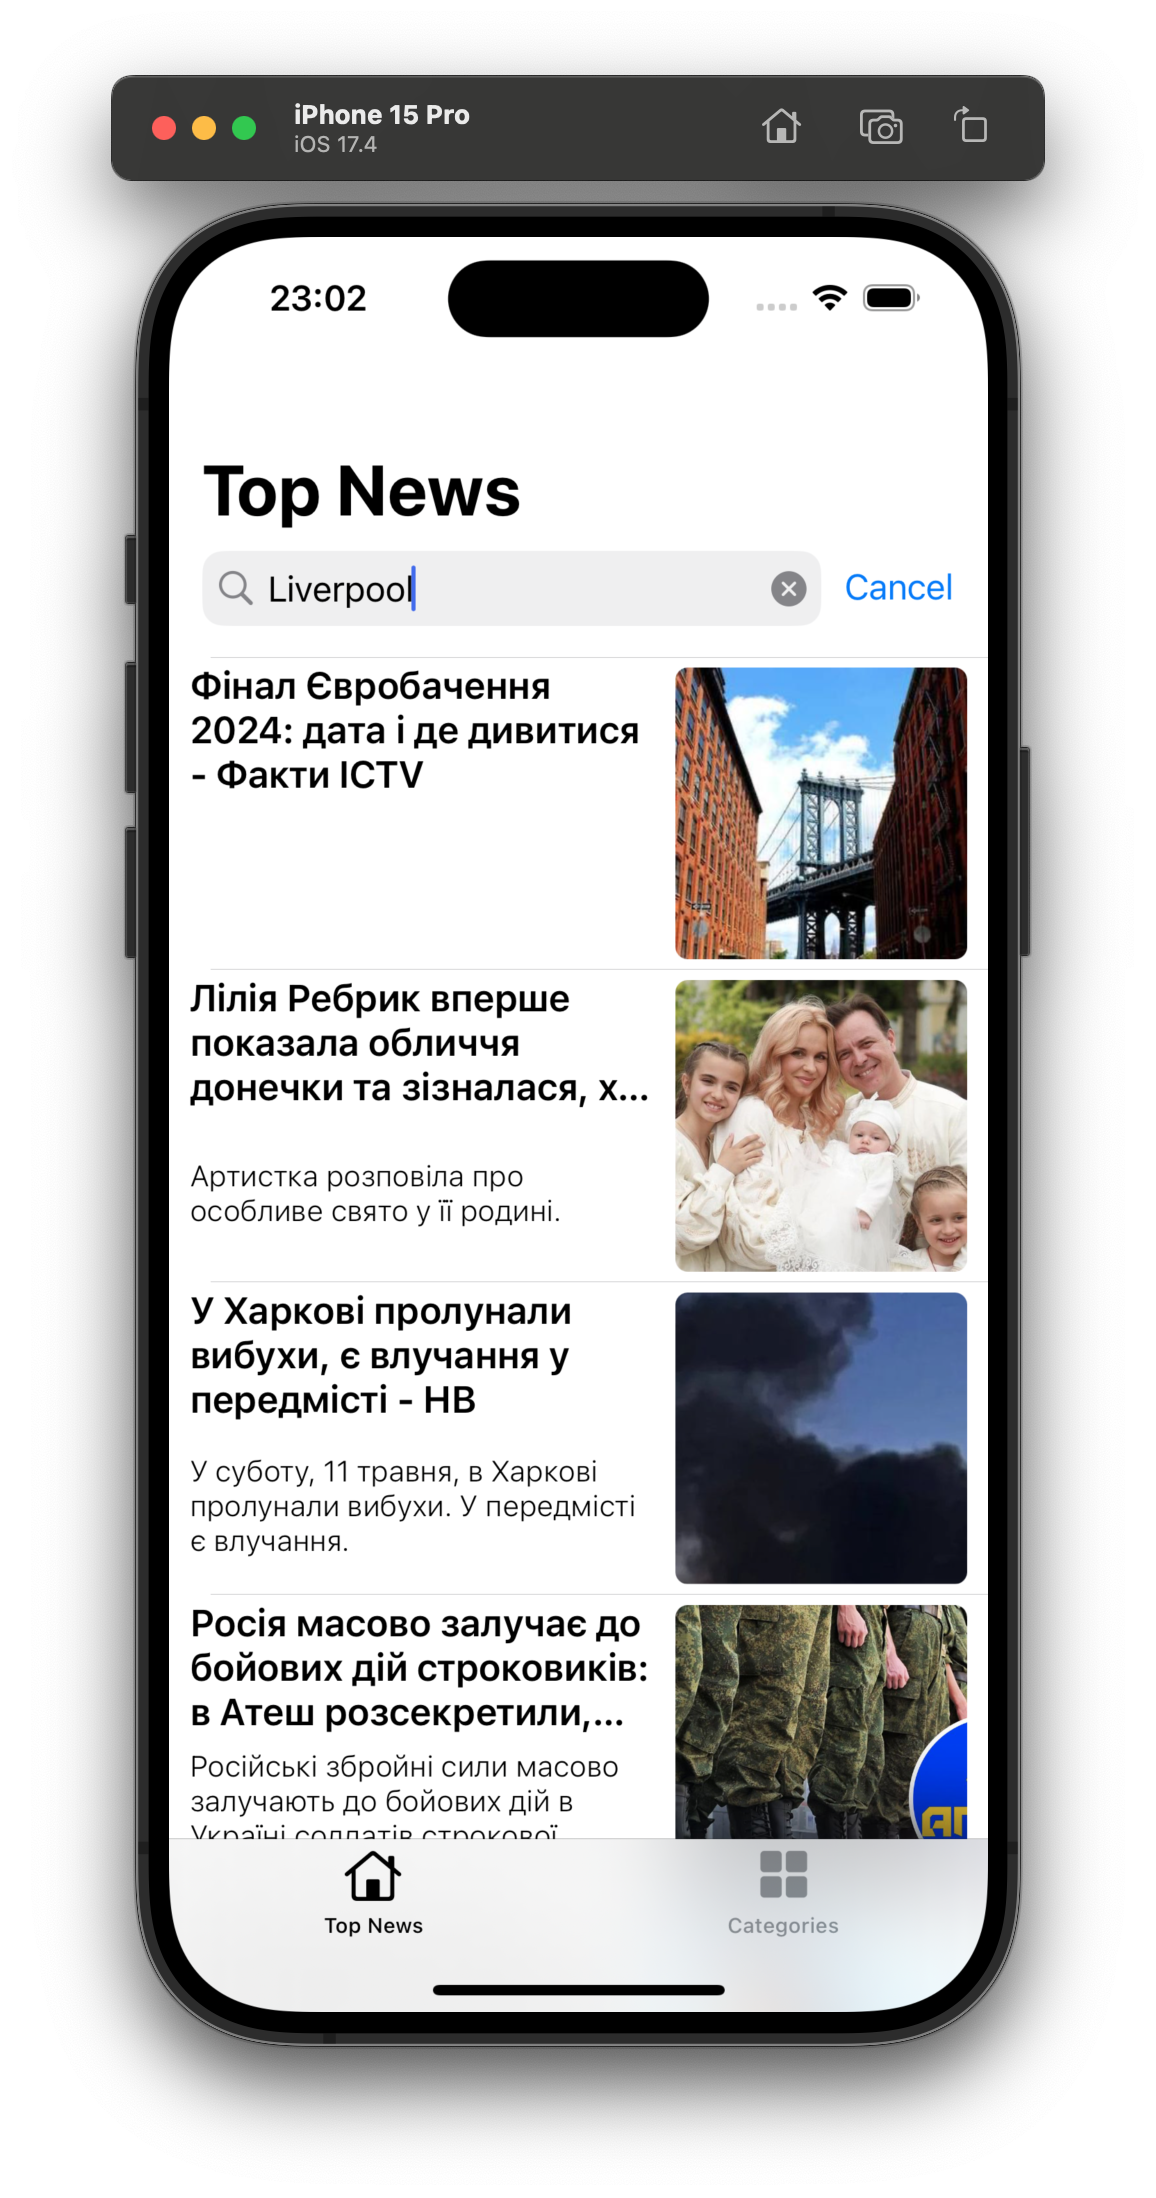 iPhone 15 Pro
iOS 17.4
23:02
Top News
Liverpool
Cancel
Фінал Євробачення
2024: дата і де дивитися
- Факти ICTV
Лілія Ребрик вперше
показала обличчя
донечки та зізналася, х...
Артистка розповіла про
особливе свято у її родині.
У Харкові пролунали
вибухи, є влучання у
передмісті - НВ
У суботу, 11 травня, в Харкові
пролунали вибухи. У передмісті
є влучання.
Росія масово залучає до
бойових дій строковиків:
в Атеш розсекретили,...
Російські збройні сили масово
залучають до бойових дій в
Україні солдатів строкової
Top News
Categories